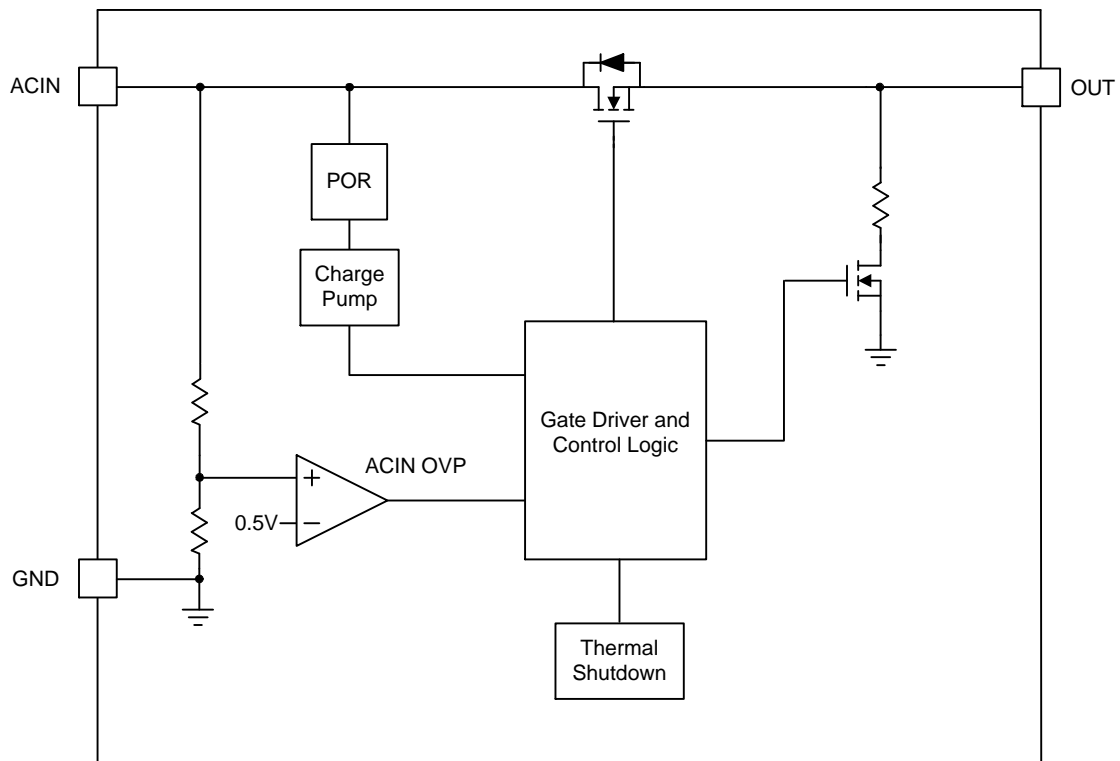 ACIN
OUT
POR
Charge
Pump
Gate Driver and
Control Logic
ACIN OVP
+
0.5V
−
GND
Thermal
Shutdown